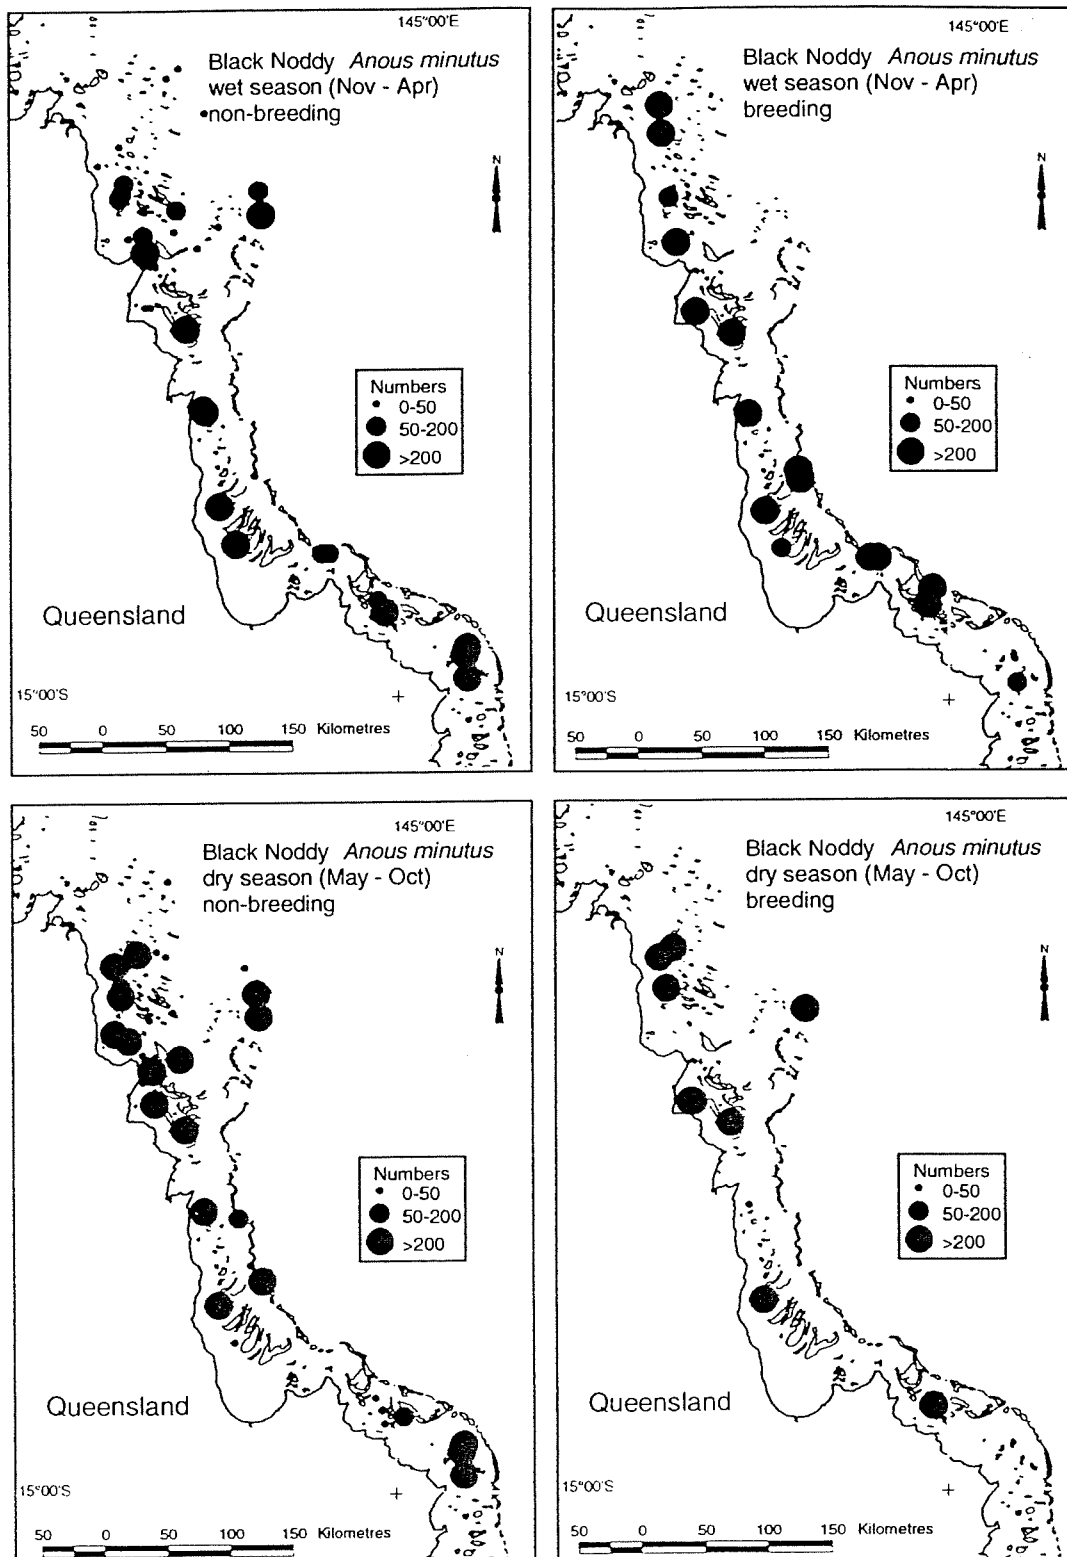 145°00'E
Black Noddy Anous minutus
wet season (Nov - Apr)
non-breeding
N
Numbers
0-50
50-200
>200
Queensland
15°00'S
50 0 50 100 150 Kilometres
145°00'E
Black Noddy Anous minutus
wet season (Nov - Apr)
breeding
N
Numbers
0-50
50-200
>200
Queensland
15°00'S
50 0 50 100 150 Kilometres
145°00'E
Black Noddy Anous minutus
dry season (May - Oct)
non-breeding
N
Numbers
0-50
50-200
>200
Queensland
15°00'S
50 0 50 100 150 Kilometres
145°00'E
Black Noddy Anous minutus
dry season (May - Oct)
breeding
N
Numbers
0-50
50-200
>200
Queensland
15°00'S
50 0 50 100 150 Kilometres